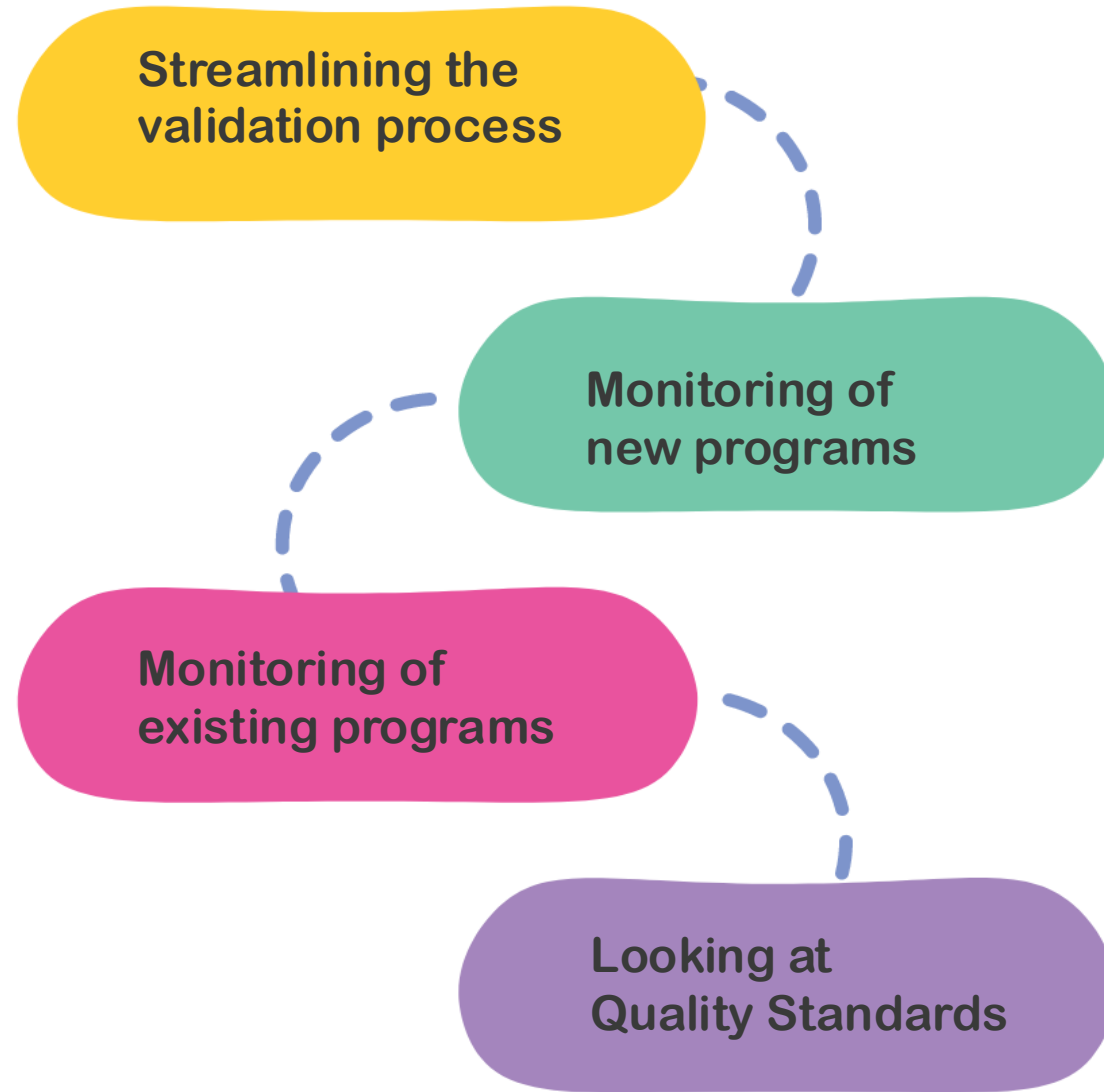 Streamlining the
validation process
Monitoring of
new programs
Monitoring of
existing programs
Looking at
Quality Standards